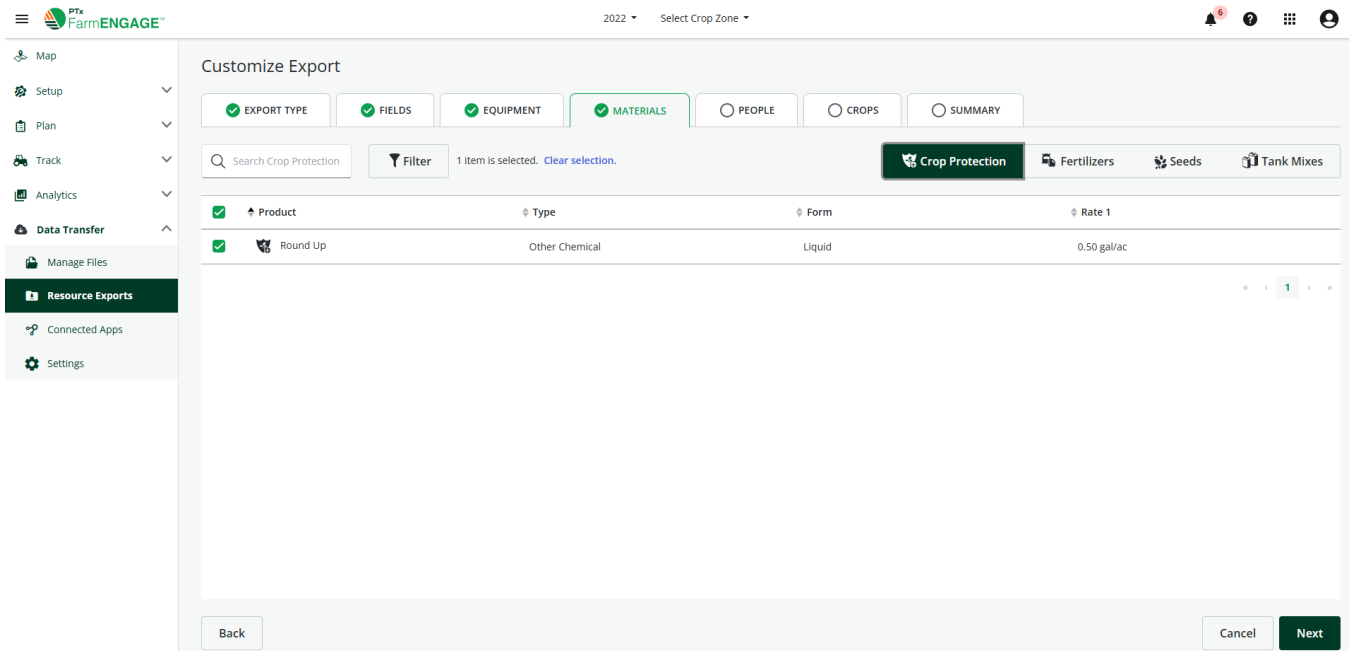 PTx
FarmENGAGE™
2022
Select Crop Zone
6
Map
Setup
Plan
Track
Analytics
Data Transfer
Manage Files
Resource Exports
Connected Apps
Settings
Customize Export
EXPORT TYPE
FIELDS
EQUIPMENT
MATERIALS
PEOPLE
CROPS
SUMMARY
Search Crop Protection
Filter
1 item is selected. Clear selection.
Crop Protection
Fertilizers
Seeds
Tank Mixes
Product Type Form Rate 1
Round Up Other Chemical Liquid 0.50 gal/ac
« ‹ 1 › »
Back
Cancel
Next